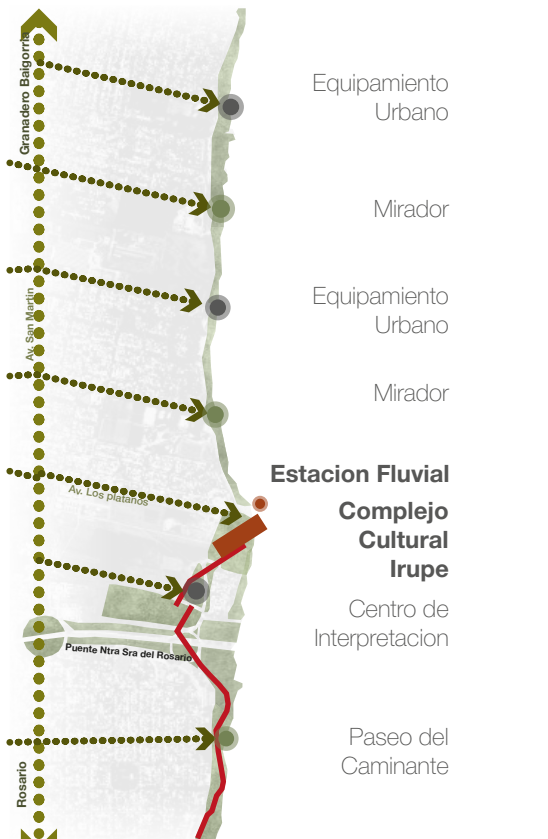 Granadero Baigorria
Equipamiento
Urbano
Mirador
Av. San Martin
Equipamiento
Urbano
Mirador
Av. Los platanos
Estacion Fluvial
Complejo
Cultural
Irupe
Centro de
Interpretacion
Puente Ntra Sra del Rosario
Paseo del
Caminante
Rosario